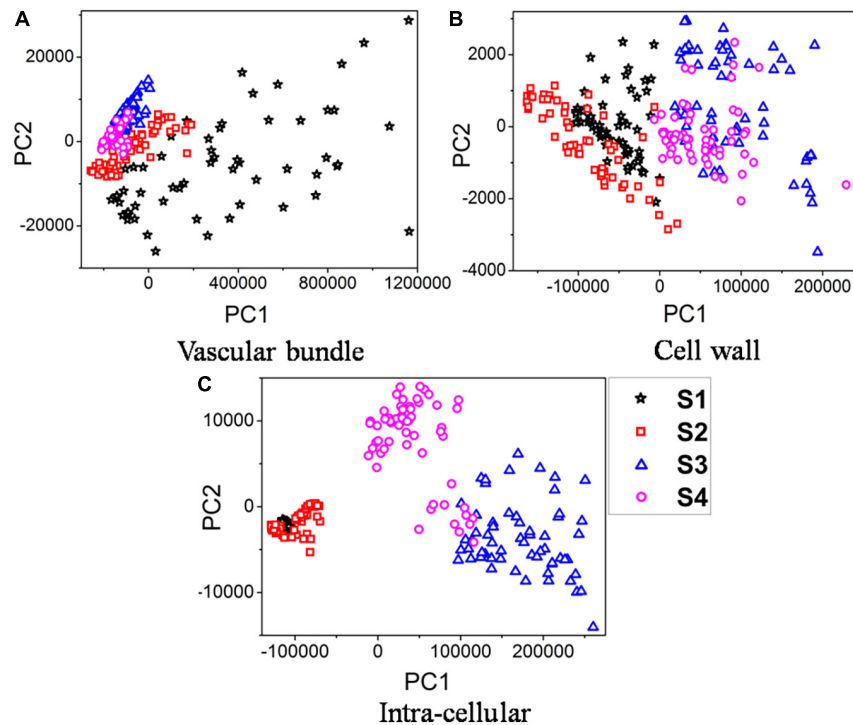 A
20000
0
-20000
PC2
0
400000
800000
1200000
PC1
Vascular bundle
B
2000
0
-2000
-4000
PC2
-100000
0
100000
200000
PC1
Cell wall
C
10000
0
-10000
PC2
-100000
0
100000
200000
PC1
Intra-cellular
S1
S2
S3
S4